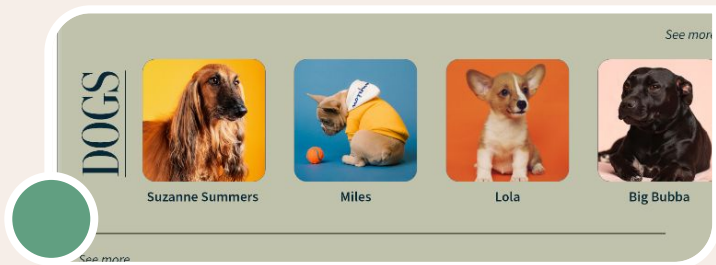 See more
DOGS
Suzanne Summers
Miles
Lola
Big Bubba
See more